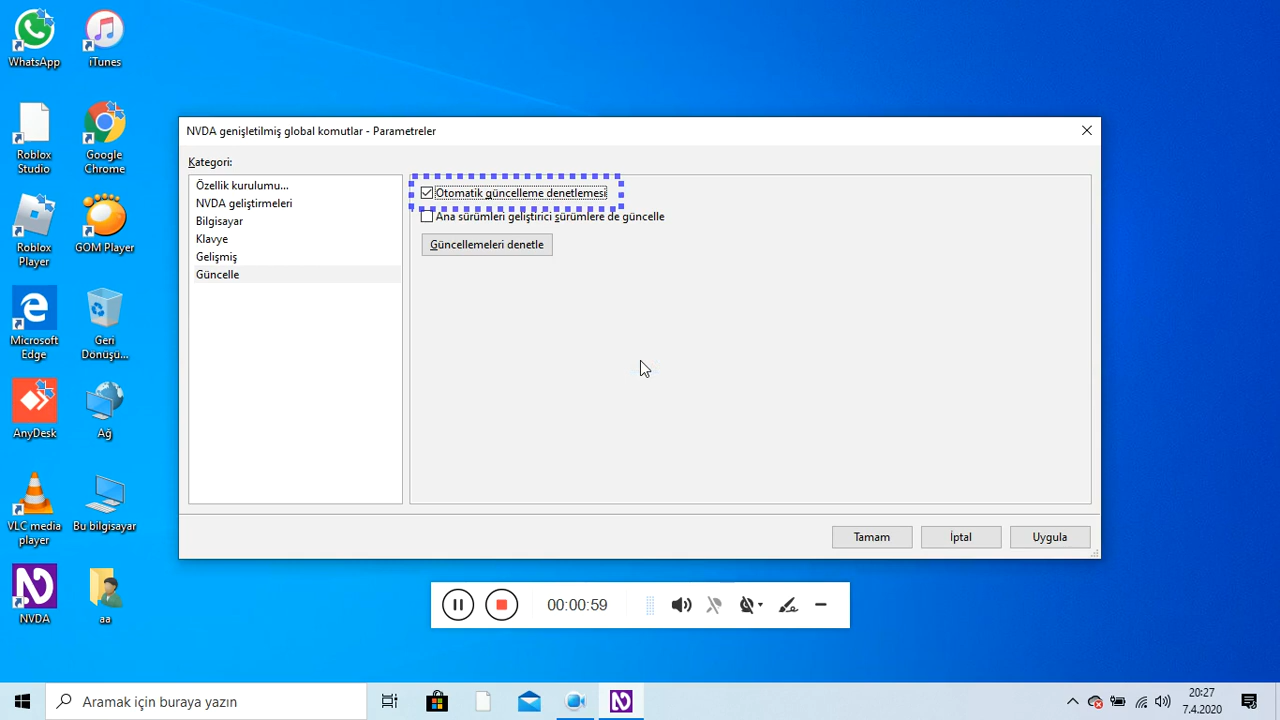 WhatsApp
iTunes
Roblox
Studio
Google
Chrome
Roblox
Player
GOM Player
Microsoft
Edge
Geri
Dönüşü...
AnyDesk
Ağ
VLC media
player
Bu bilgisayar
NVDA
aa
NVDA genişletilmiş global komutlar - Parametreler
Kategori:
Özellik kurulumu...
NVDA geliştirmeleri
Bilgisayar
Klavye
Gelişmiş
Güncelle
Otomatik güncelleme denetlemesi
Ana sürümleri geliştirici sürümlere de güncelle
Güncellemeleri denetle
Tamam
İptal
Uygula
00:00:59
Aramak için buraya yazın
20:27
7.4.2020